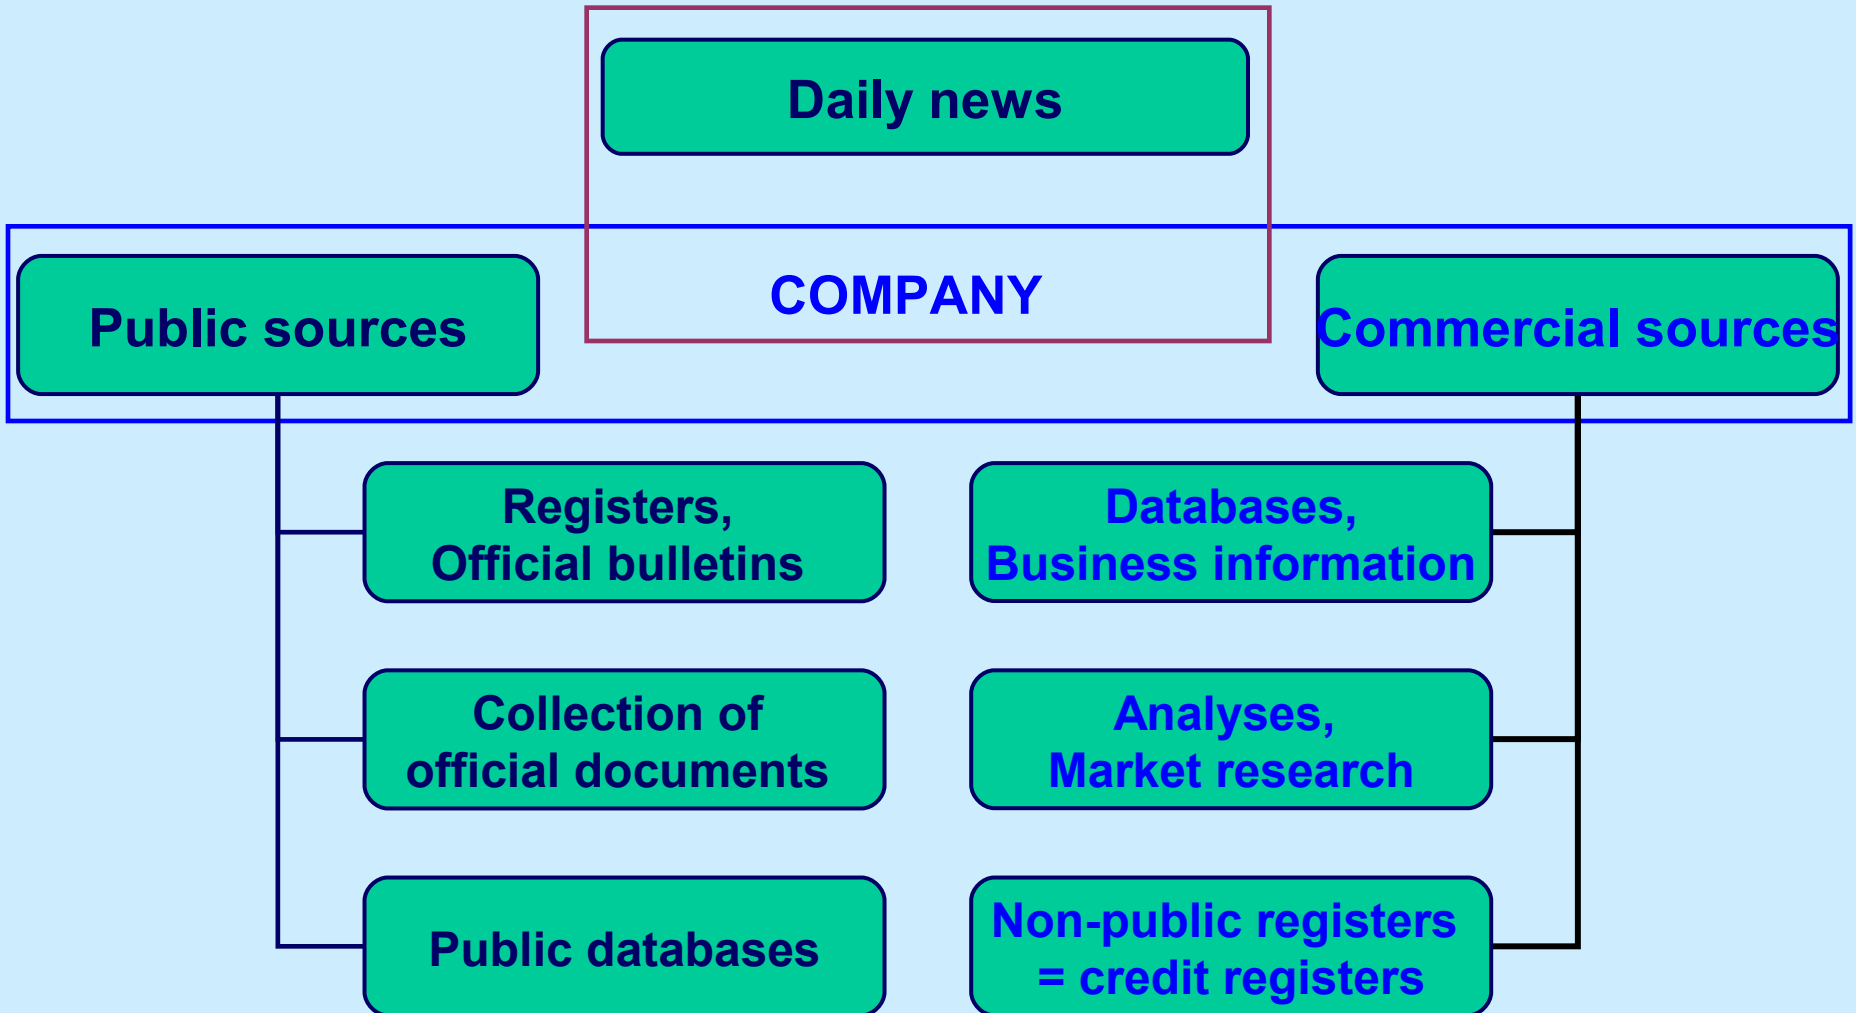 Daily news
COMPANY
Public sources
Commercial sources
Registers,
Official bulletins
Databases,
Business information
Collection of
official documents
Analyses,
Market research
Public databases
Non-public registers
= credit registers